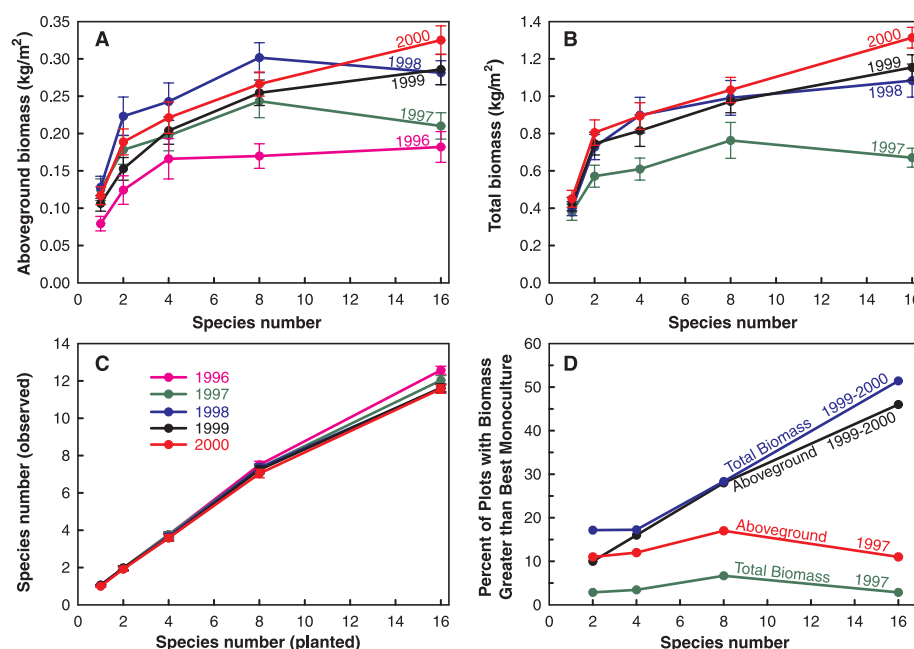 A
Aboveground biomass (kg/m²)
0.35
0.30
0.25
0.20
0.15
0.10
0.05
0.00
2000
1998
1999
1997
1996
0 2 4 6 8 10 12 14 16
Species number
B
Total biomass (kg/m²)
1.4
1.2
1.0
0.8
0.6
0.4
0.2
0.0
2000
1999
1998
1997
0 2 4 6 8 10 12 14 16
Species number
C
Species number (observed)
14
12
10
8
6
4
2
0
1996
1997
1998
1999
2000
0 2 4 6 8 10 12 14 16
Species number (planted)
D
Percent of Plots with Biomass
Greater than Best Monoculture
60
50
40
30
20
10
0
Total Biomass 1999-2000
Aboveground 1999-2000
Aboveground 1997
Total Biomass 1997
0 2 4 6 8 10 12 14 16
Species number